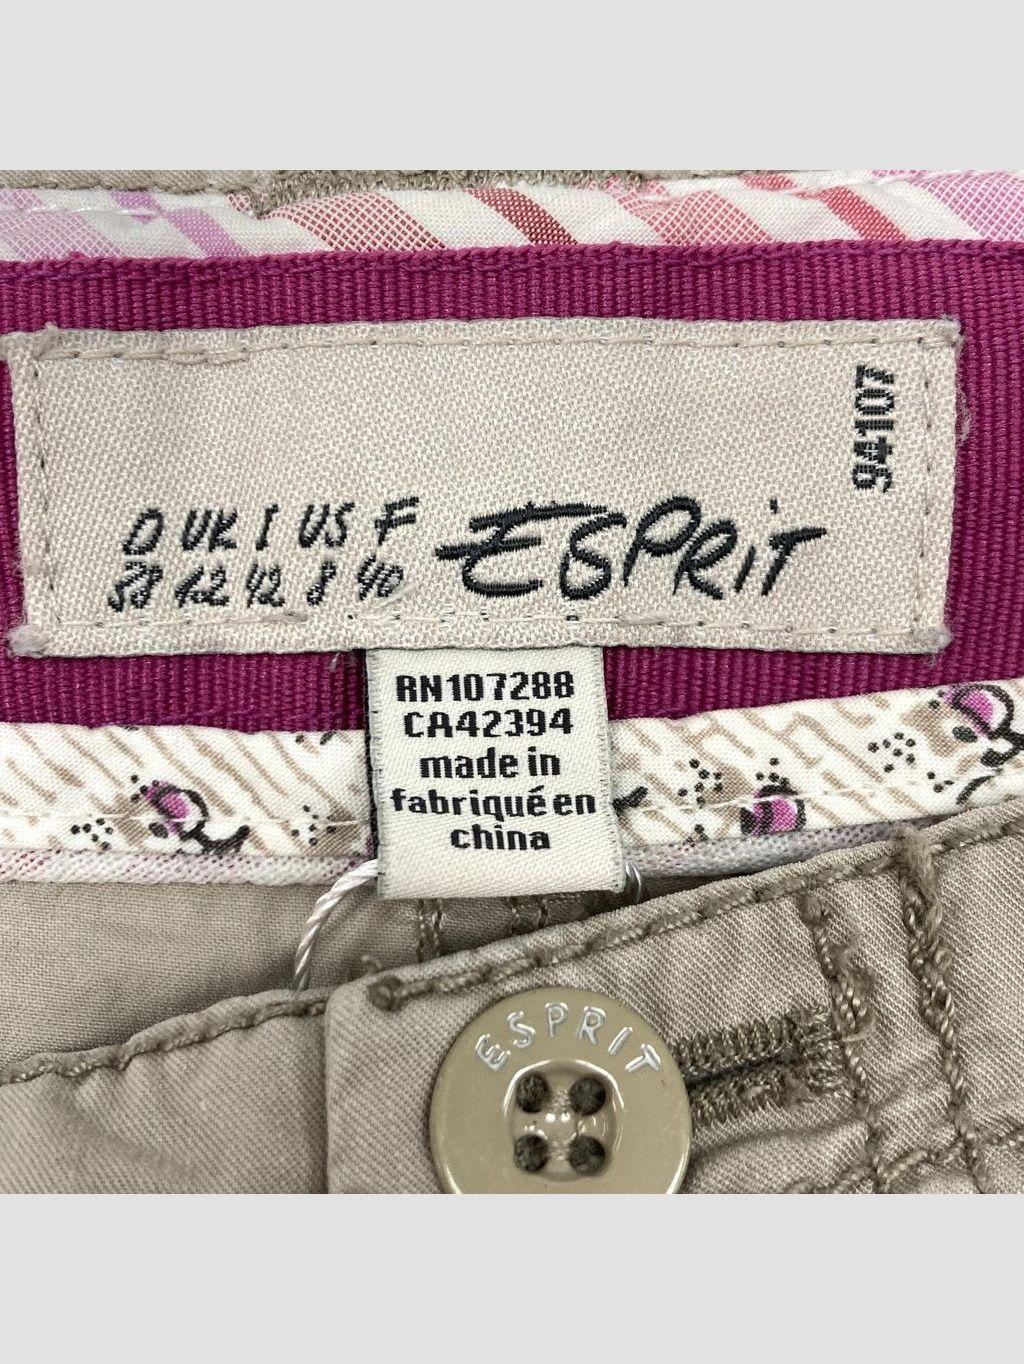 94107
D UK I US F
38 12 42 8 40
ESPRIT
RN107288
CA42394
made in
fabriqué en
china
ESPRIT